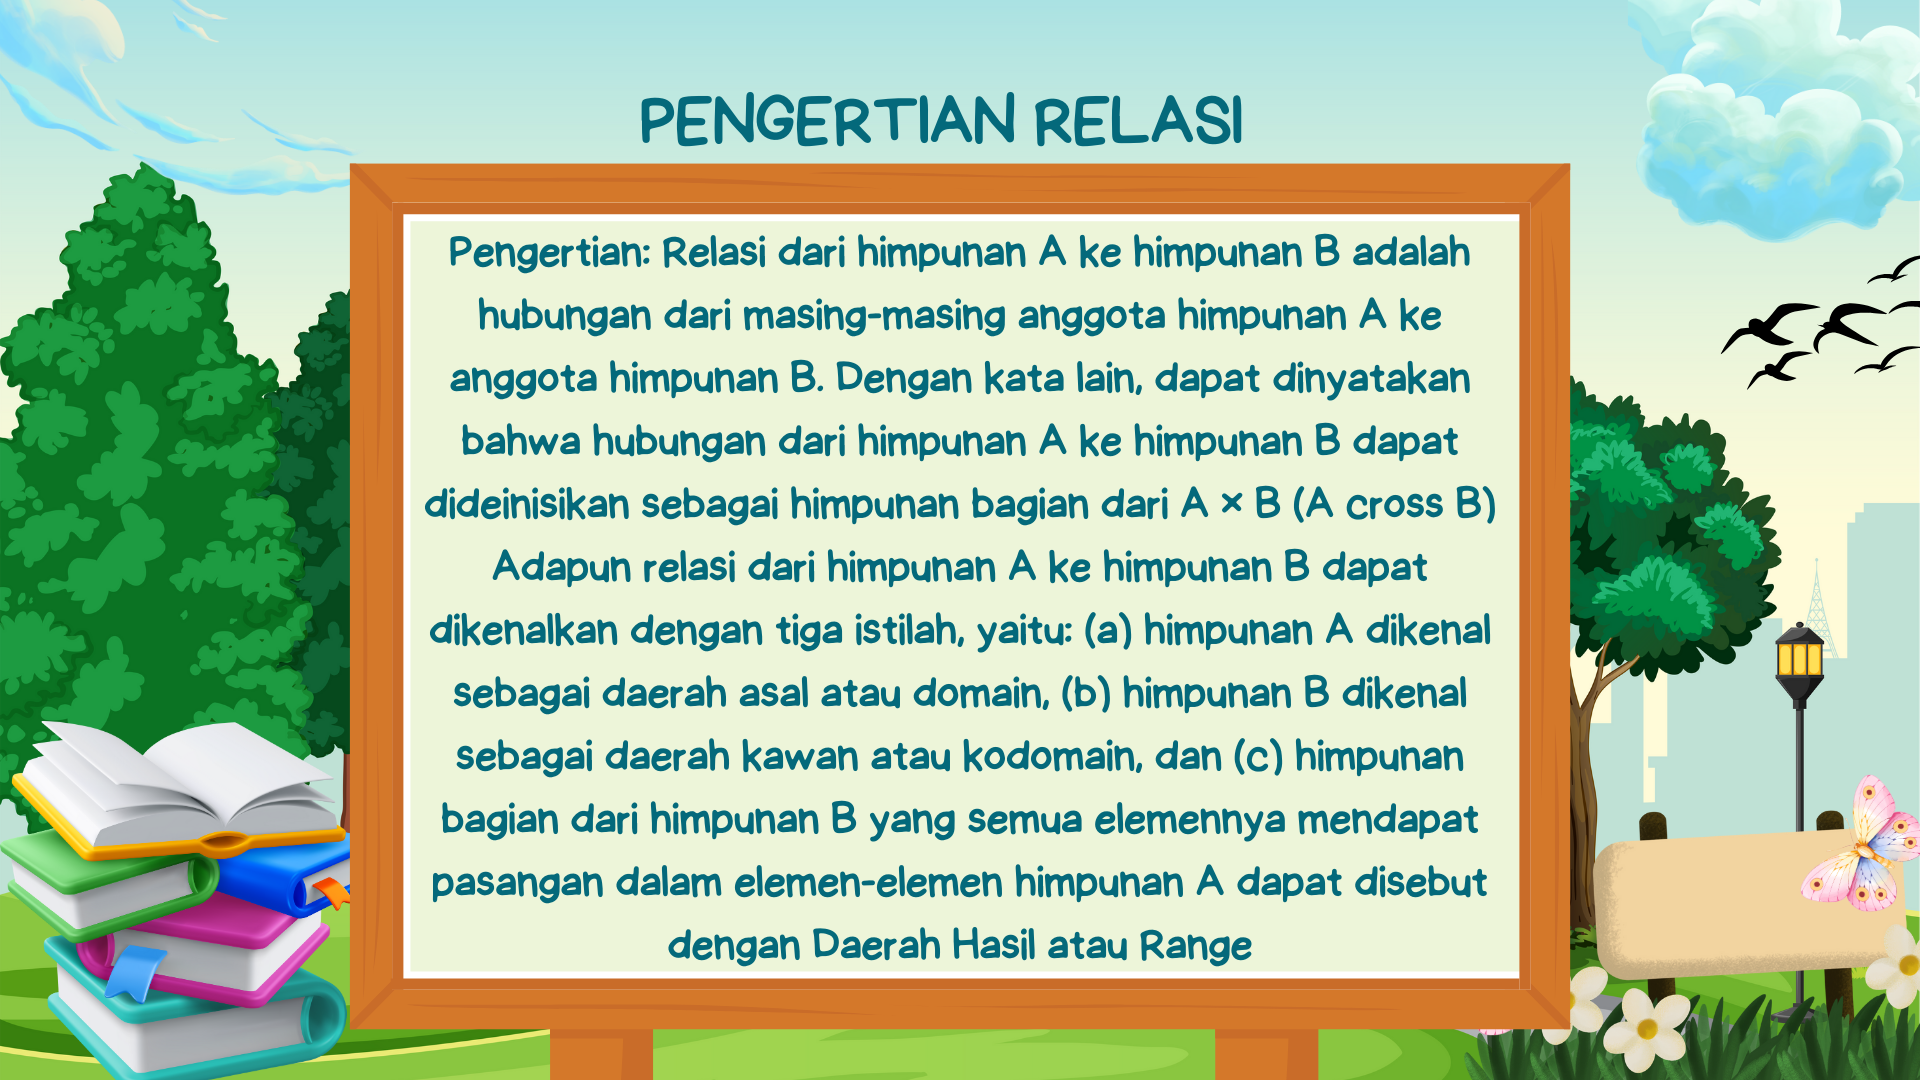 PENGERTIAN RELASI
Pengertian: Relasi dari himpunan A ke himpunan B adalah
hubungan dari masing-masing anggota himpunan A ke
anggota himpunan B. Dengan kata lain, dapat dinyatakan
bahwa hubungan dari himpunan A ke himpunan B dapat
dideinisikan sebagai himpunan bagian dari A × B (A cross B)
Adapun relasi dari himpunan A ke himpunan B dapat
dikenalkan dengan tiga istilah, yaitu: (a) himpunan A dikenal
sebagai daerah asal atau domain, (b) himpunan B dikenal
sebagai daerah kawan atau kodomain, dan (c) himpunan
bagian dari himpunan B yang semua elemennya mendapat
pasangan dalam elemen-elemen himpunan A dapat disebut
dengan Daerah Hasil atau Range